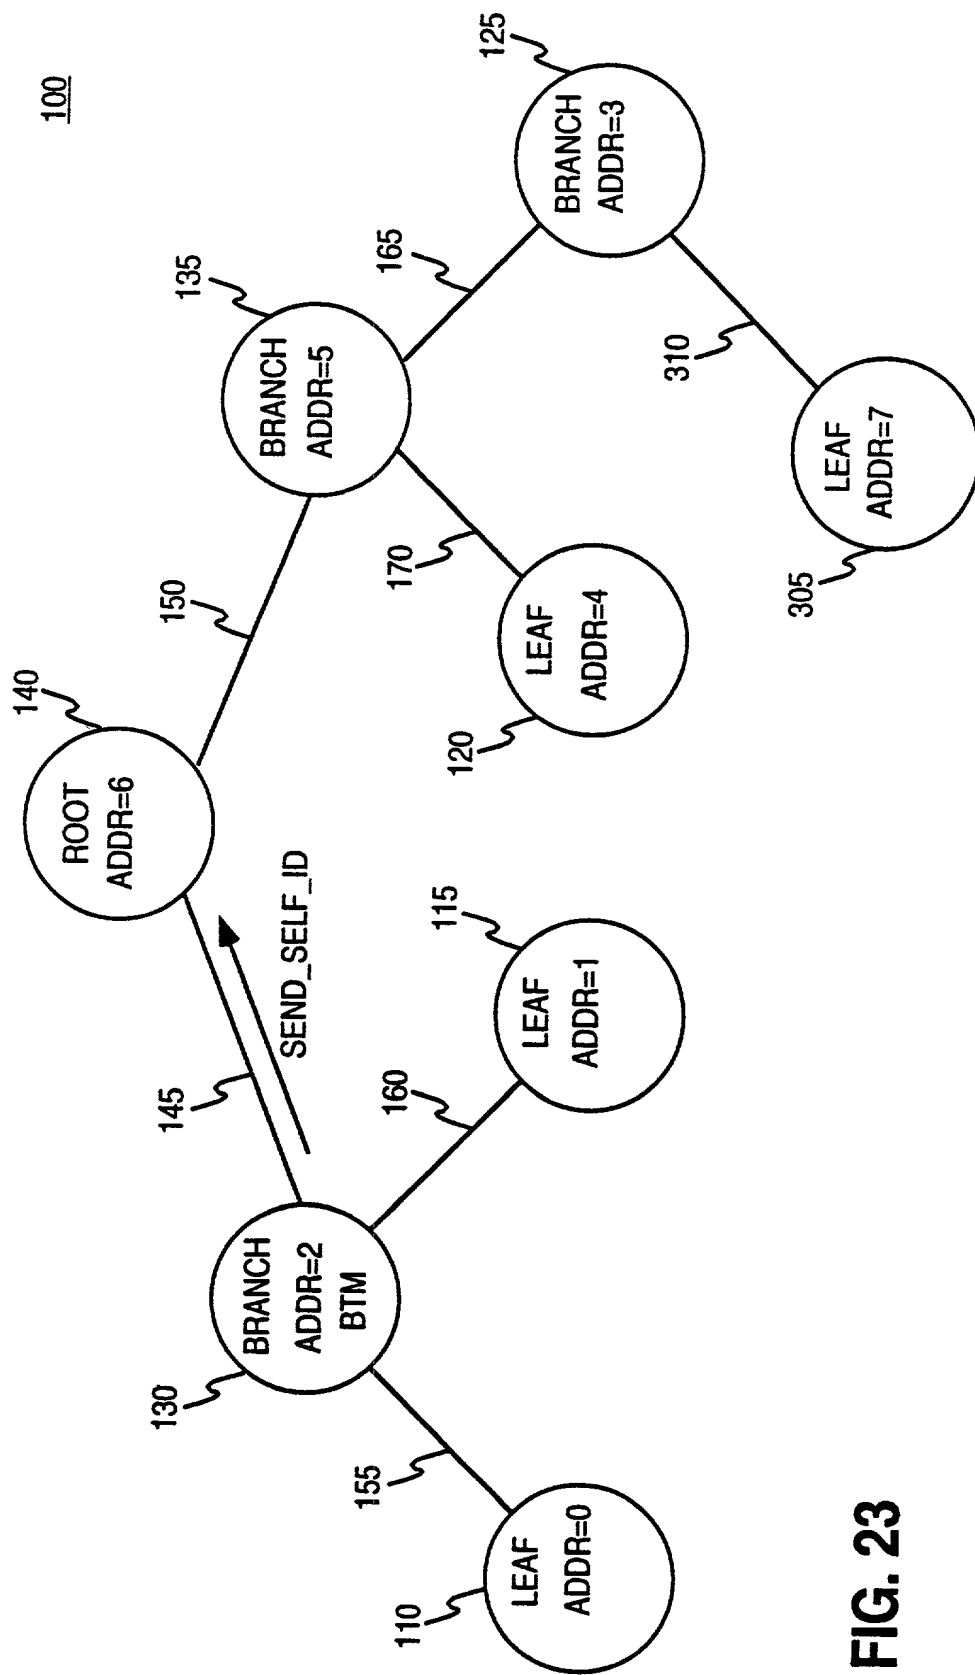 100
140
ROOT
ADDR=6
145
150
SEND_SELF_ID
130
BRANCH
ADDR=2
BTM
135
BRANCH
ADDR=5
155
160
170
165
125
BRANCH
ADDR=3
110
LEAF
ADDR=0
115
LEAF
ADDR=1
120
LEAF
ADDR=4
310
305
LEAF
ADDR=7
FIG. 23